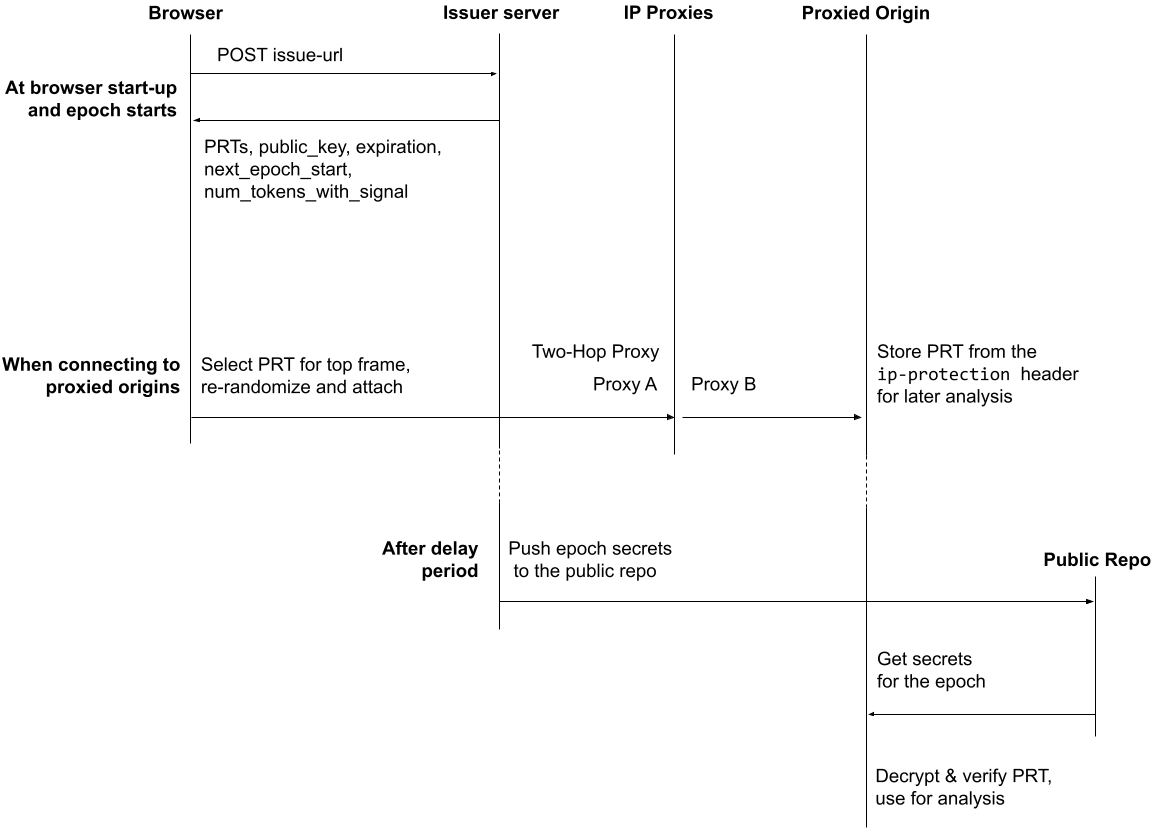 Browser
Issuer server
IP Proxies
Proxied Origin
POST issue-url
At browser start-up
and epoch starts
PRTs, public_key, expiration,
next_epoch_start,
num_tokens_with_signal
When connecting to
proxied origins
Select PRT for top frame,
re-randomize and attach
Two-Hop Proxy
Proxy A
Proxy B
Store PRT from the
ip-protection header
for later analysis
After delay
period
Push epoch secrets
to the public repo
Public Repo
Get secrets
for the epoch
Decrypt & verify PRT,
use for analysis